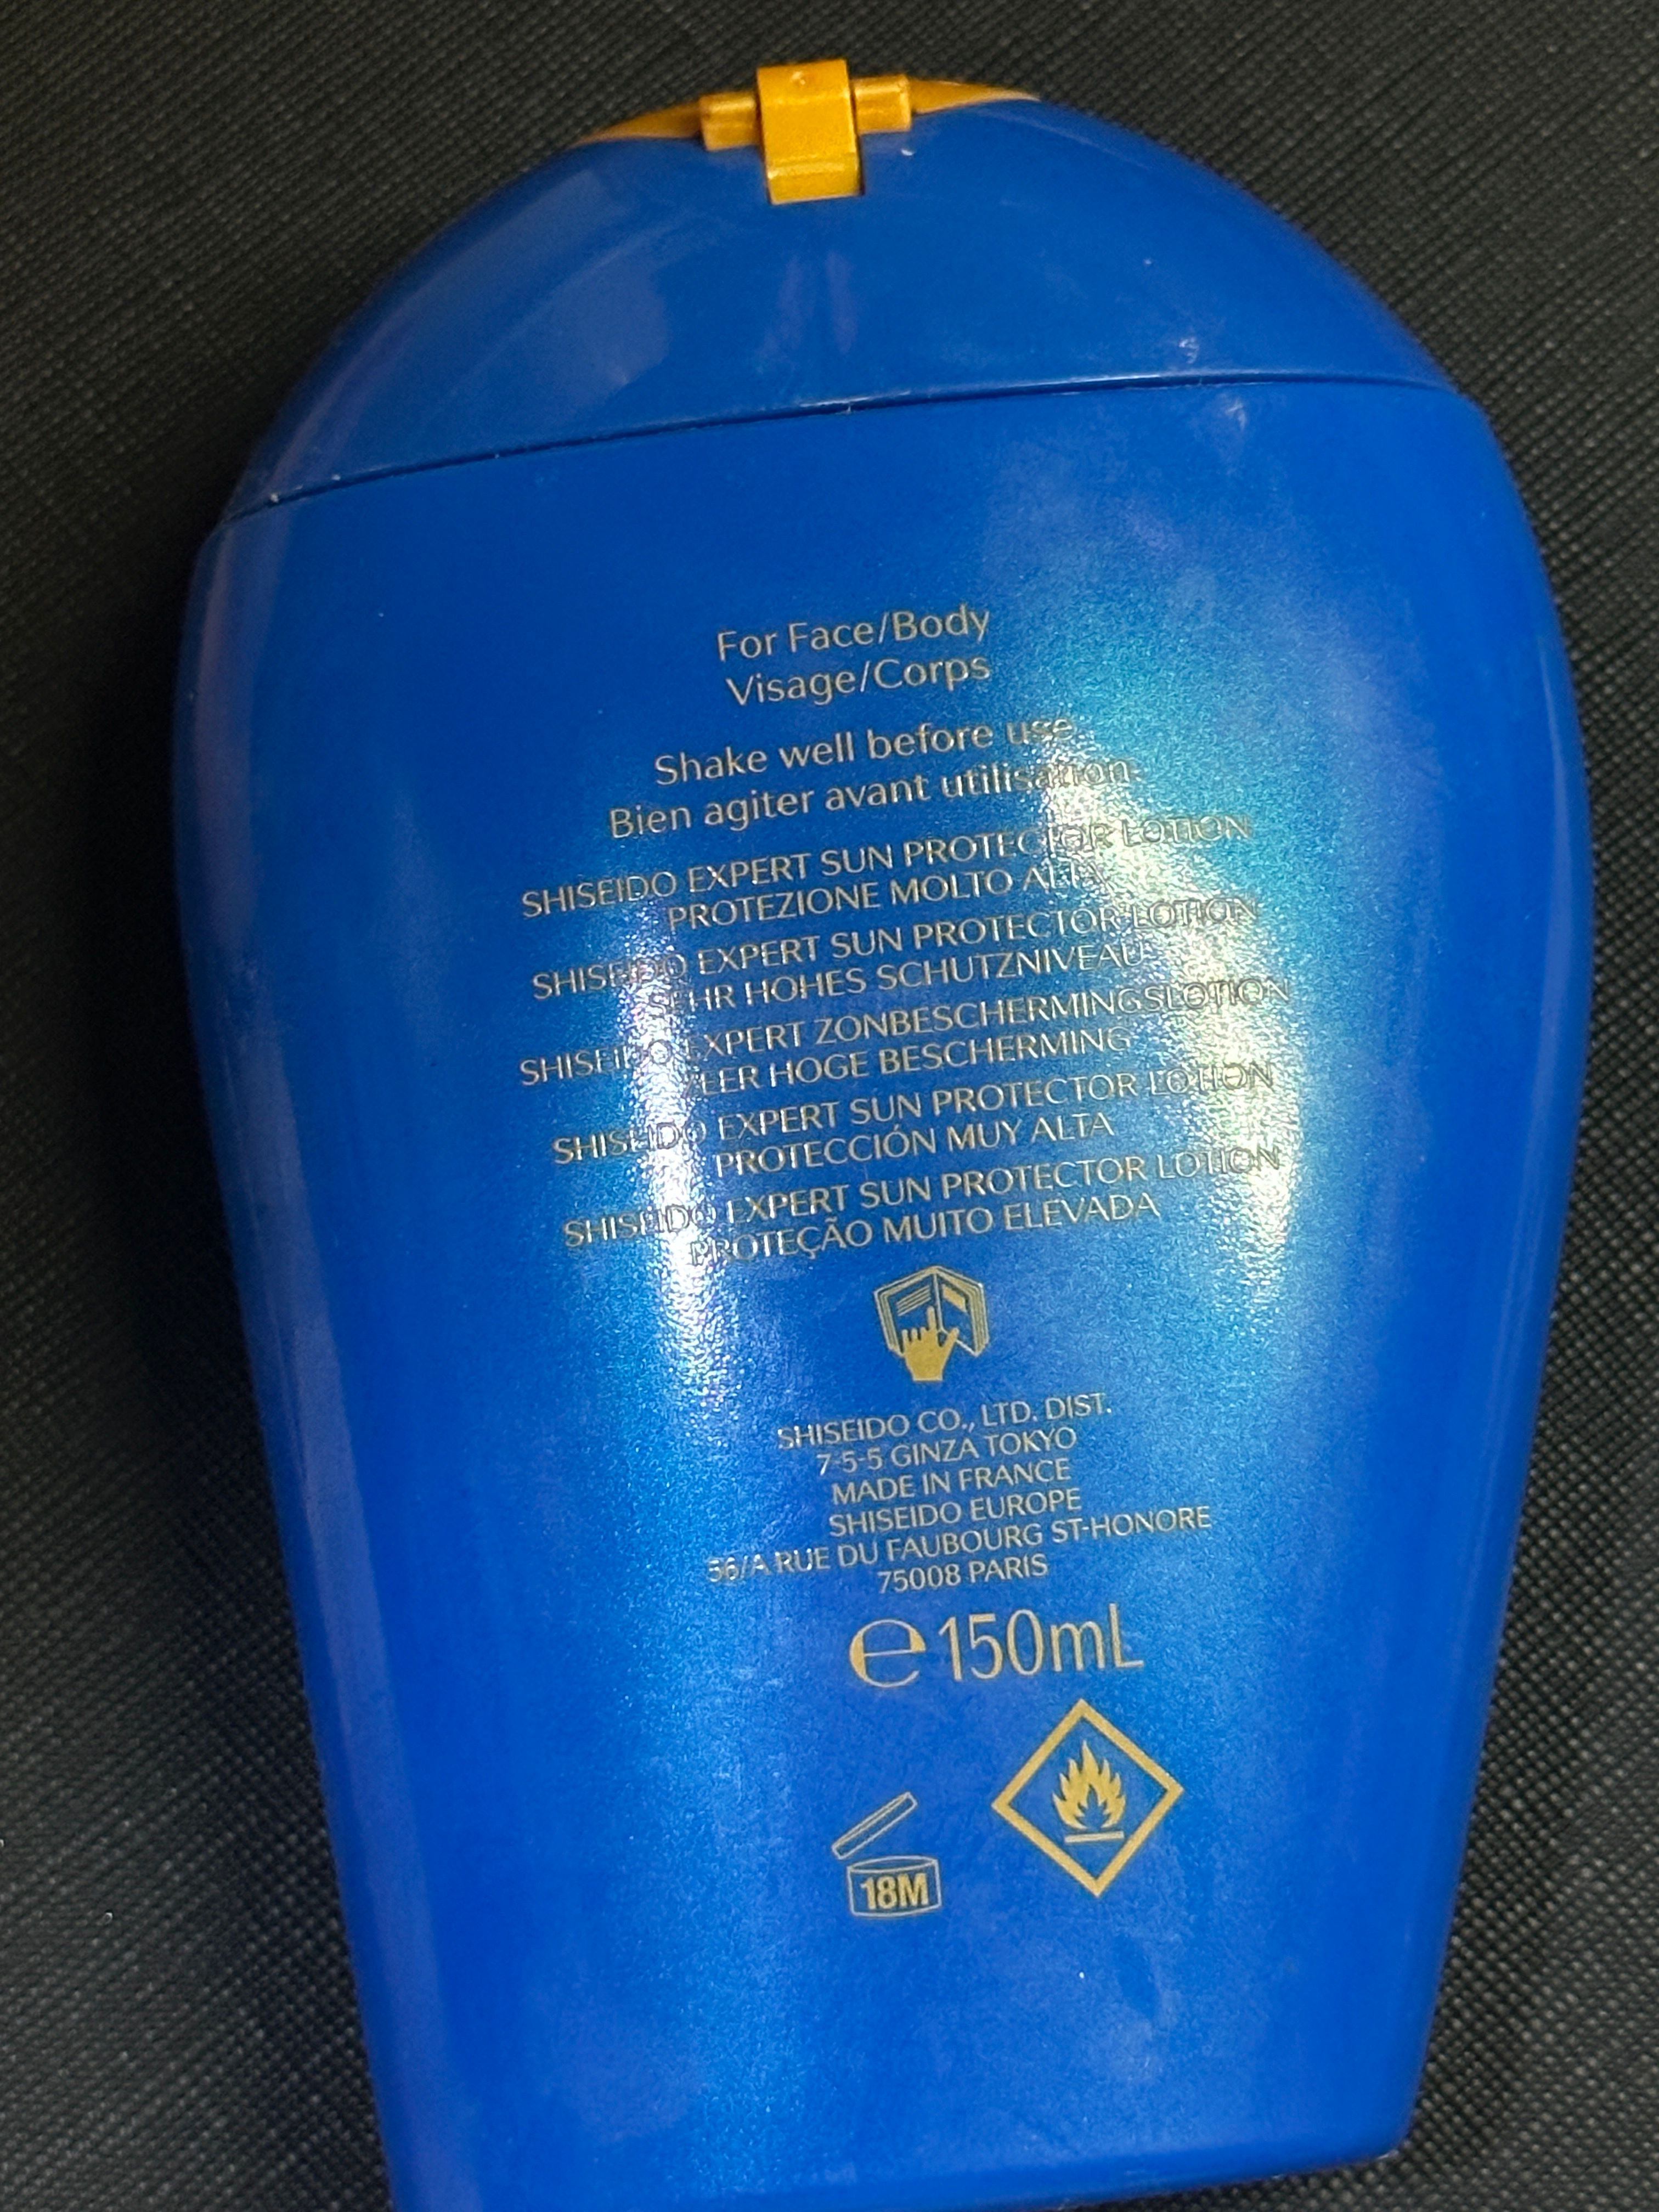 For Face/Body
Visage/Corps
Shake well before use.
Bien agiter avant utilisation.
SHISEIDO EXPERT SUN PROTECTOR LOTION
PROTEZIONE MOLTO ALTA
SHISEIDO EXPERT SUN PROTECTOR LOTION
SEHR HOHES SCHUTZNIVEAU
SHISEIDO EXPERT ZONBESCHERMINGSLOTION
ZEER HOGE BESCHERMING
SHISEIDO EXPERT SUN PROTECTOR LOTION
PROTECCIÓN MUY ALTA
SHISEIDO EXPERT SUN PROTECTOR LOTION
PROTEÇÃO MUITO ELEVADA
SHISEIDO CO., LTD. DIST.
7-5-5 GINZA TOKYO
MADE IN FRANCE
SHISEIDO EUROPE
56/A RUE DU FAUBOURG ST-HONORE
75008 PARIS
℮150mL
18M